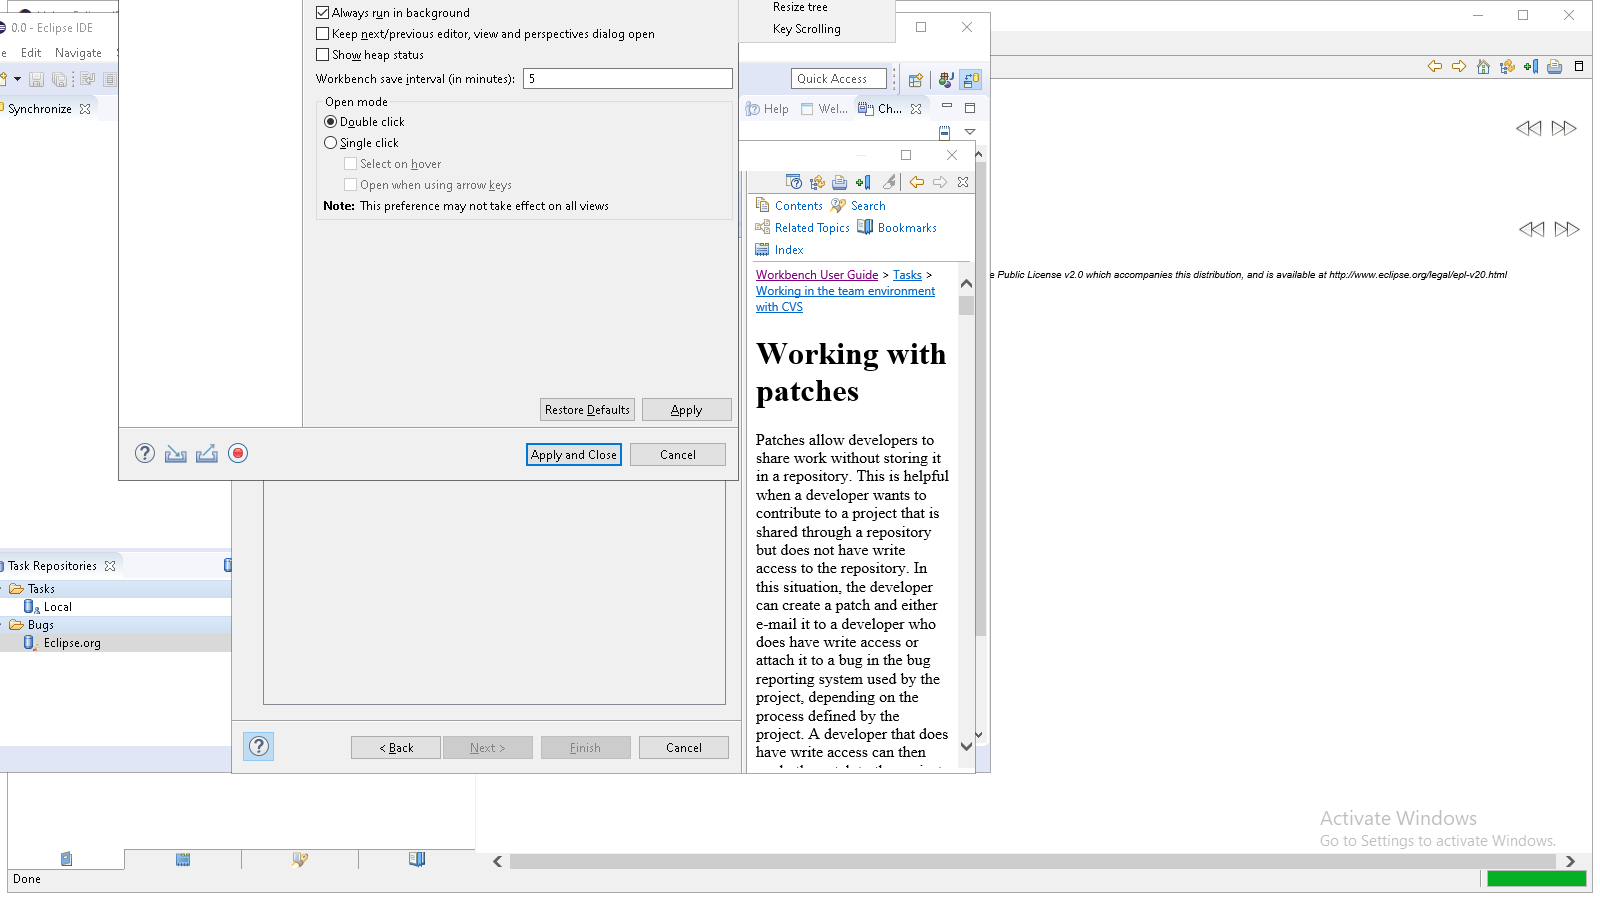 0.0 - Eclipse IDE
Edit Navigate
Synchronize
Always run in background
Keep next/previous editor, view and perspectives dialog open
Show heap status
Workbench save interval (in minutes): 5
Open mode
Double click
Single click
Select on hover
Open when using arrow keys
Note: This preference may not take effect on all views
Restore Defaults Apply
Apply and Close Cancel
Resize tree
Key Scrolling
Quick Access
Help Wel... Ch...
Contents Search
Related Topics Bookmarks
Index
Workbench User Guide > Tasks >
Working in the team environment
with CVS
Working with
patches
Patches allow developers to
share work without storing it
in a repository. This is helpful
when a developer wants to
contribute to a project that is
shared through a repository
but does not have write
access to the repository. In
this situation, the developer
can create a patch and either
e-mail it to a developer who
does have write access or
attach it to a bug in the bug
reporting system used by the
project, depending on the
process defined by the
project. A developer that does
have write access can then
e Public License v2.0 which accompanies this distribution, and is available at http://www.eclipse.org/legal/epl-v20.html
Task Repositories
Tasks
Local
Bugs
Eclipse.org
< Back Next > Finish Cancel
Activate Windows
Go to Settings to activate Windows.
Done